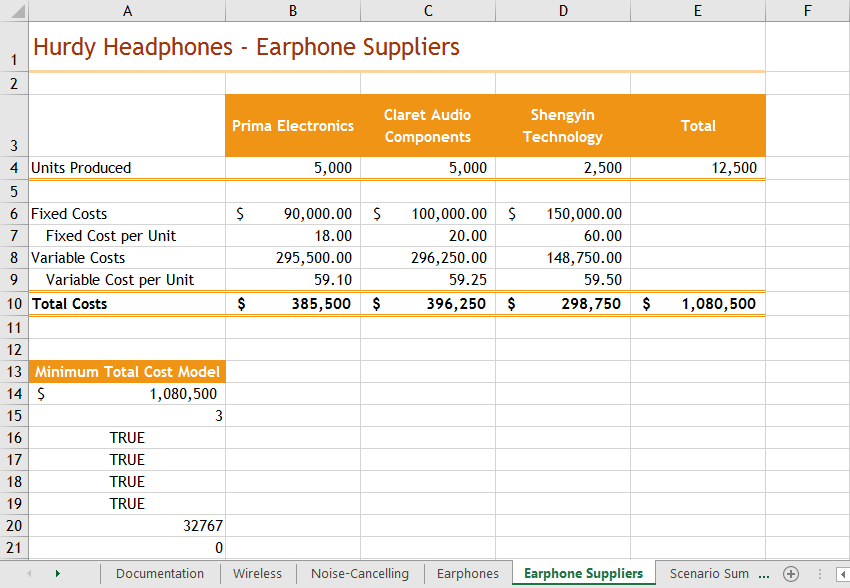 A B C D E F
1 Hurdy Headphones - Earphone Suppliers
2
3 Prima Electronics Claret Audio Components Shengyin Technology Total
4 Units Produced 5,000 5,000 2,500 12,500
5
6 Fixed Costs $ 90,000.00 $ 100,000.00 $ 150,000.00
7 Fixed Cost per Unit 18.00 20.00 60.00
8 Variable Costs 295,500.00 296,250.00 148,750.00
9 Variable Cost per Unit 59.10 59.25 59.50
10 Total Costs $ 385,500 $ 396,250 $ 298,750 $ 1,080,500
11
12
13 Minimum Total Cost Model
14 $ 1,080,500
15 3
16 TRUE
17 TRUE
18 TRUE
19 TRUE
20 32767
21 0
Documentation Wireless Noise-Cancelling Earphones Earphone Suppliers Scenario Sum ...